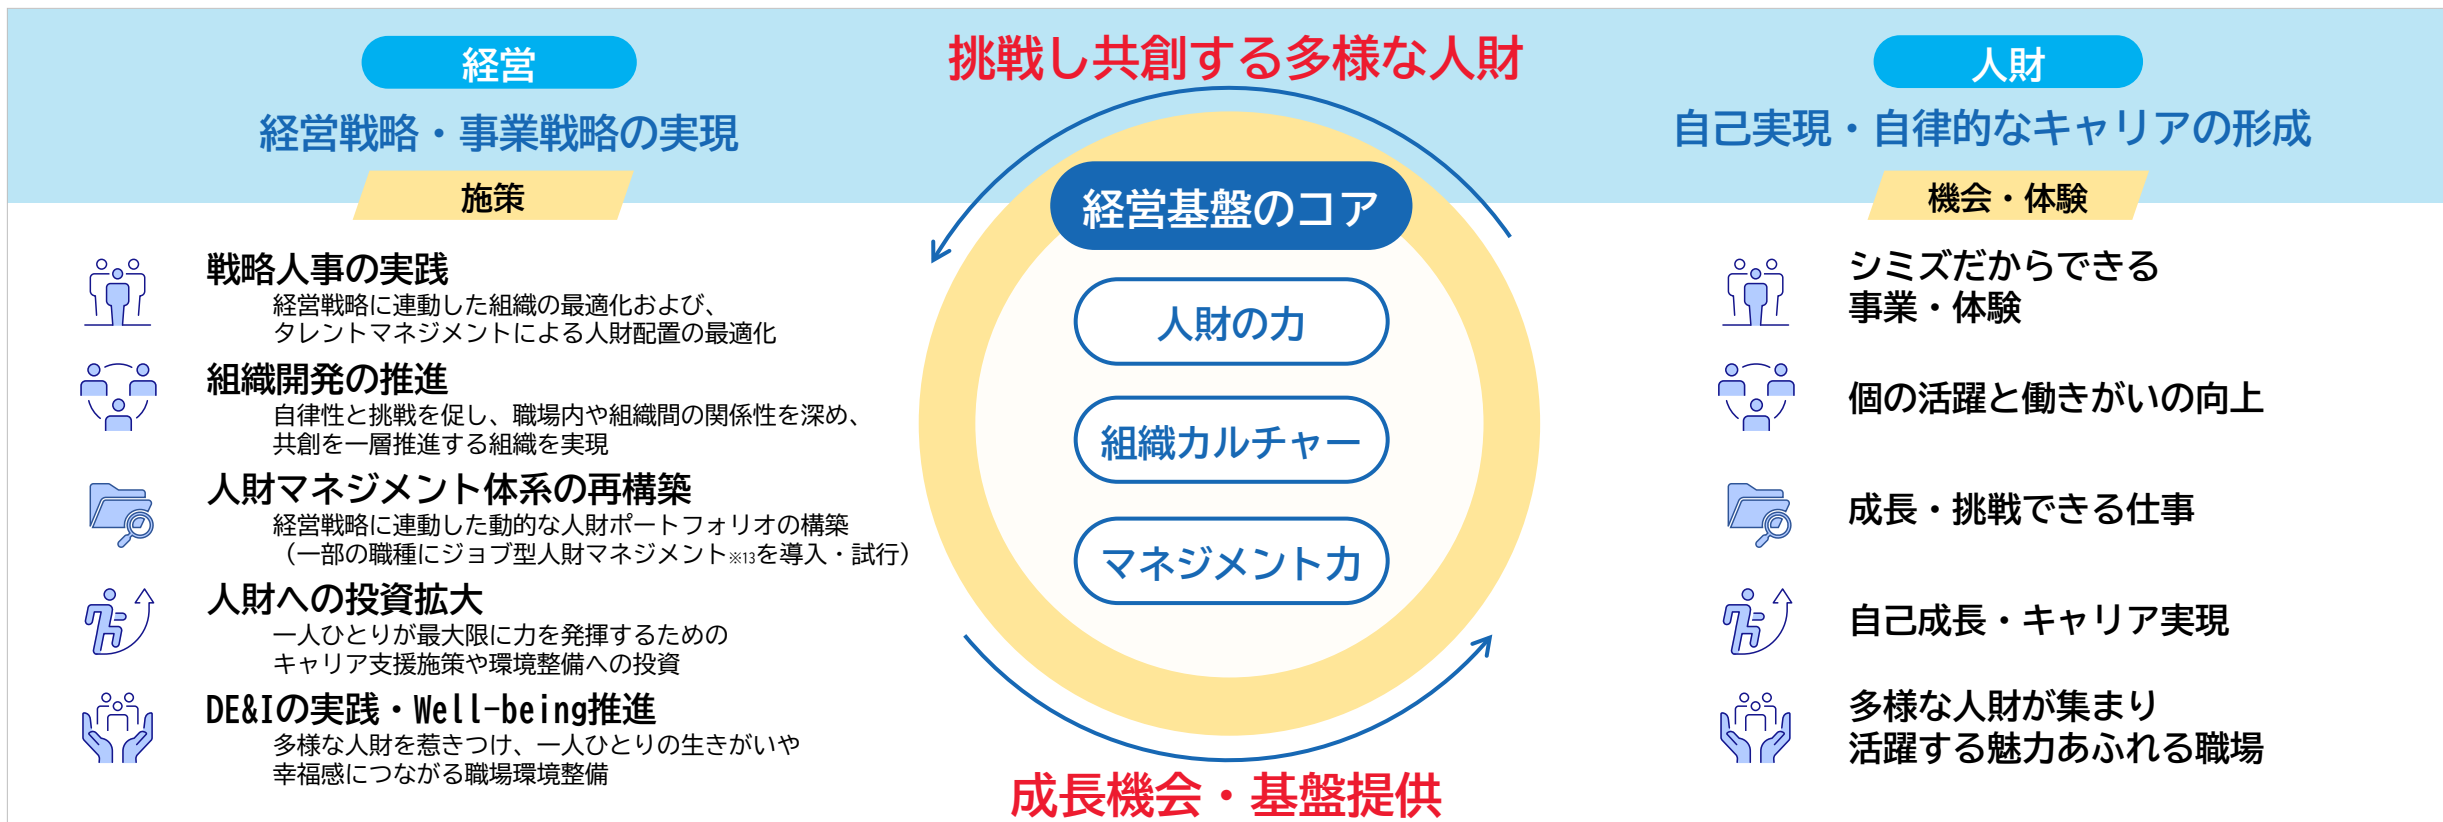 経営
経営戦略・事業戦略の実現
施策
戦略人事の実践
経営戦略に連動した組織の最適化および、
タレントマネジメントによる人財配置の最適化
組織開発の推進
自律性と挑戦を促し、職場内や組織間の関係性を深め、
共創を一層推進する組織を実現
人財マネジメント体系の再構築
経営戦略に連動した動的な人財ポートフォリオの構築
（一部の職種にジョブ型人財マネジメント※13を導入・試行）
人財への投資拡大
一人ひとりが最大限に力を発揮するための
キャリア支援施策や環境整備への投資
DE&Iの実践・Well-being推進
多様な人財を惹きつけ、一人ひとりの生きがいや
幸福感につながる職場環境整備
挑戦し共創する多様な人財
経営基盤のコア
人財の力
組織カルチャー
マネジメント力
成長機会・基盤提供
人財
自己実現・自律的なキャリアの形成
機会・体験
シミズだからできる
事業・体験
個の活躍と働きがいの向上
成長・挑戦できる仕事
自己成長・キャリア実現
多様な人財が集まり
活躍する魅力あふれる職場